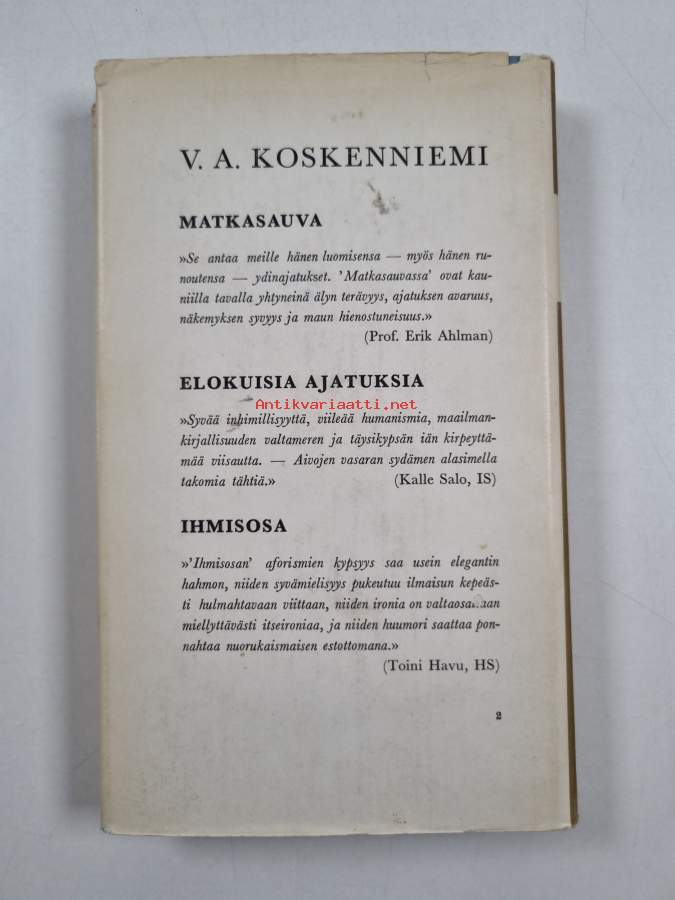 V. A. KOSKENNIEMI
MATKASAUVA
»Se antaa meille hänen luomisensa — myös hänen ru-
noutensa — ydinajatukset. 'Matkasauvassa' ovat kau-
niilla tavalla yhtyneinä älyn terävyys, ajatuksen avaruus,
näkemyksen syvyys ja maun hienostuneisuus.»
(Prof. Erik Ahlman)
ELOKUISIA AJATUKSIA
Antikvariaatti.net
»Syvää inhimillisyyttä, viileää humanismia, maailman-
kirjallisuuden valtameren ja täysikypsän iän kirpeyttä-
mää viisautta. — Aivojen vasaran sydämen alasimella
takomia tähtiä.» (Kalle Salo, IS)
IHMISOSA
»'Ihmisosan' aforismien kypsyys saa usein elegantin
hahmon, niiden syvämielisyys pukeutuu ilmaisun kepeäs-
ti hulmahtavaan viittaan, niiden ironia on valtaosaltaan
miellyttävästi itseironiaa, ja niiden huumori saattaa pon-
nahtaa nuorukaismaisen estottomana.»
(Toini Havu, HS)
2